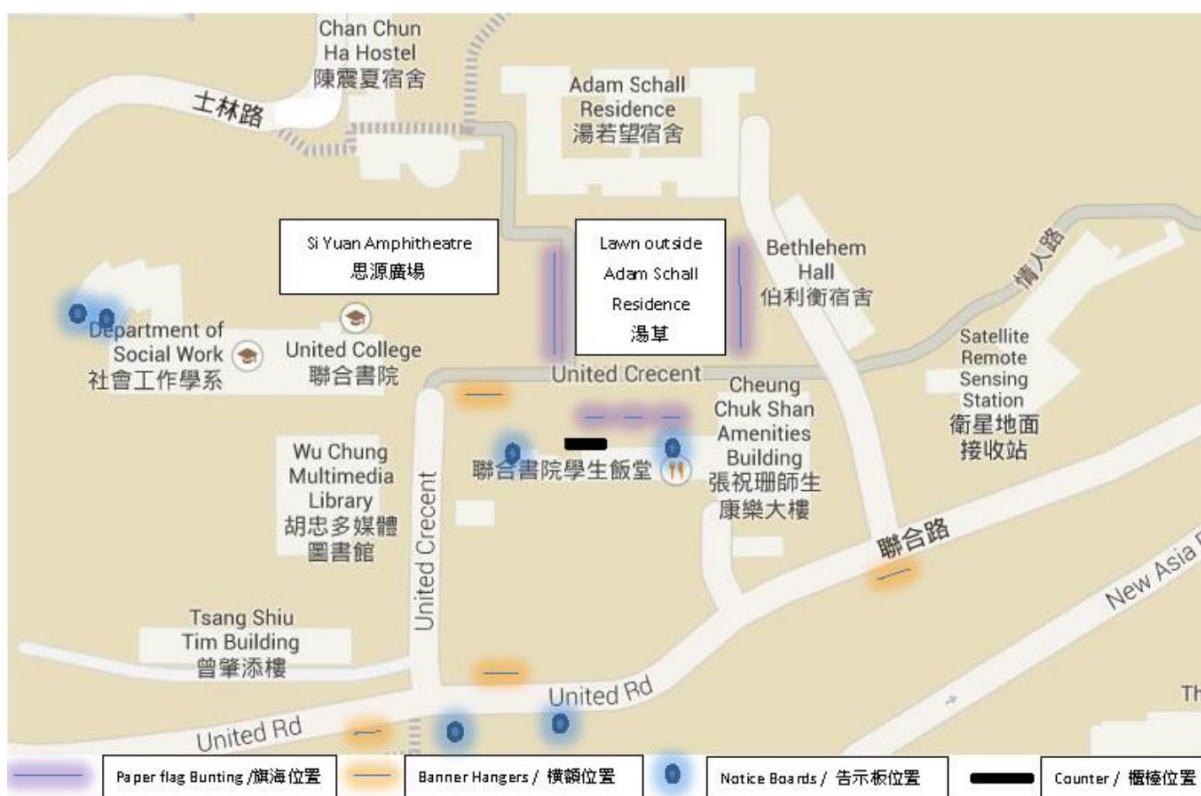 Chan Chun
Ha Hostel
陳震夏宿舍
Adam Schall
Residence
湯若望宿舍
士林路
Si Yuan Amphitheatre
思源廣場
Lawn outside
Adam Schall
Residence
湯草
Bethlehem
Hall
伯利衡宿舍
情人路
Department of
Social Work
社會工作學系
United College
聯合書院
United Crecent
Satellite
Remote
Sensing
Station
衛星地面
接收站
Cheung
Chuk Shan
Amenities
Building
張祝珊師生
康樂大樓
Wu Chung
Multimedia
Library
胡忠多媒體
圖書館
聯合書院學生飯堂
United Crecent
聯合路
New Asia
Tsang Shiu
Tim Building
曾肇添樓
United Rd
United Rd
Th
Paper flag Bunting /旗海位置
Banner Hangers / 橫額位置
Notice Boards / 告示板位置
Counter / 櫃檯位置